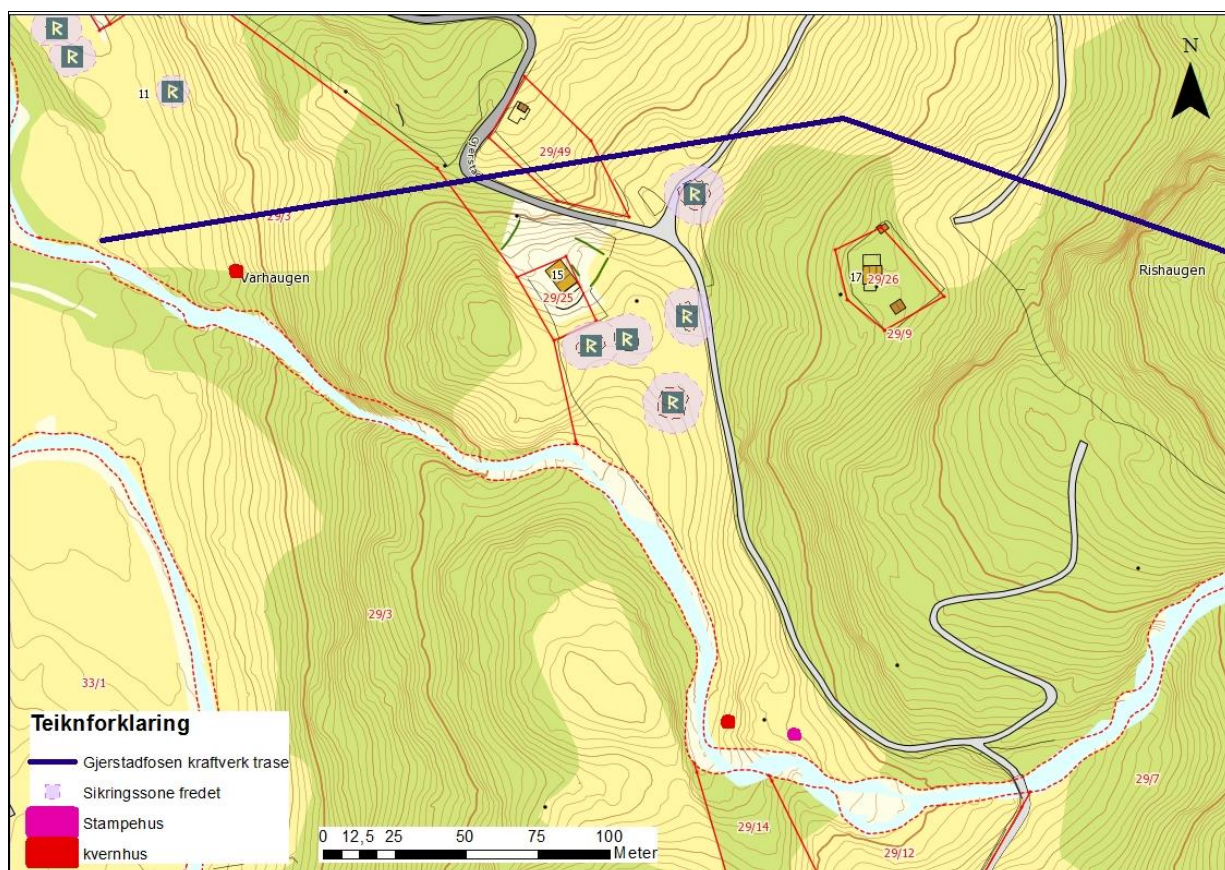 N
11
Gjersta
29/49
29/3
Varhaugen
15
29/25
17
29/26
29/9
Rishaugen
29/3
33/1
29/7
29/14
29/12
Teiknforklaring
Gjerstadfosen kraftverk trase
Sikringssone fredet
Stampehus
kvernhus
0 12,5 25 50 75 100
Meter